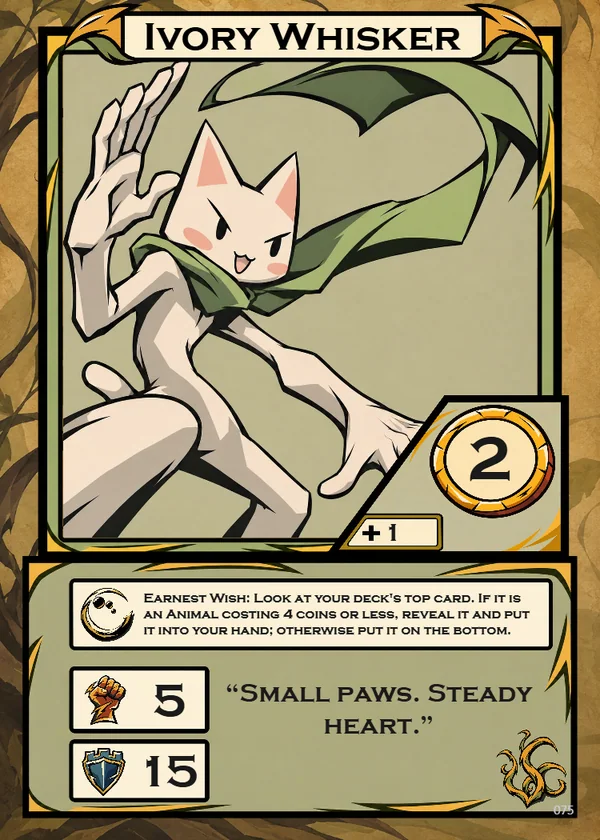 Ivory Whisker
2
+ 1
Earnest Wish: Look at your deck's top card. If it is
an Animal costing 4 coins or less, reveal it and put
it into your hand; otherwise put it on the bottom.
5
“Small paws. Steady
heart.”
15
075